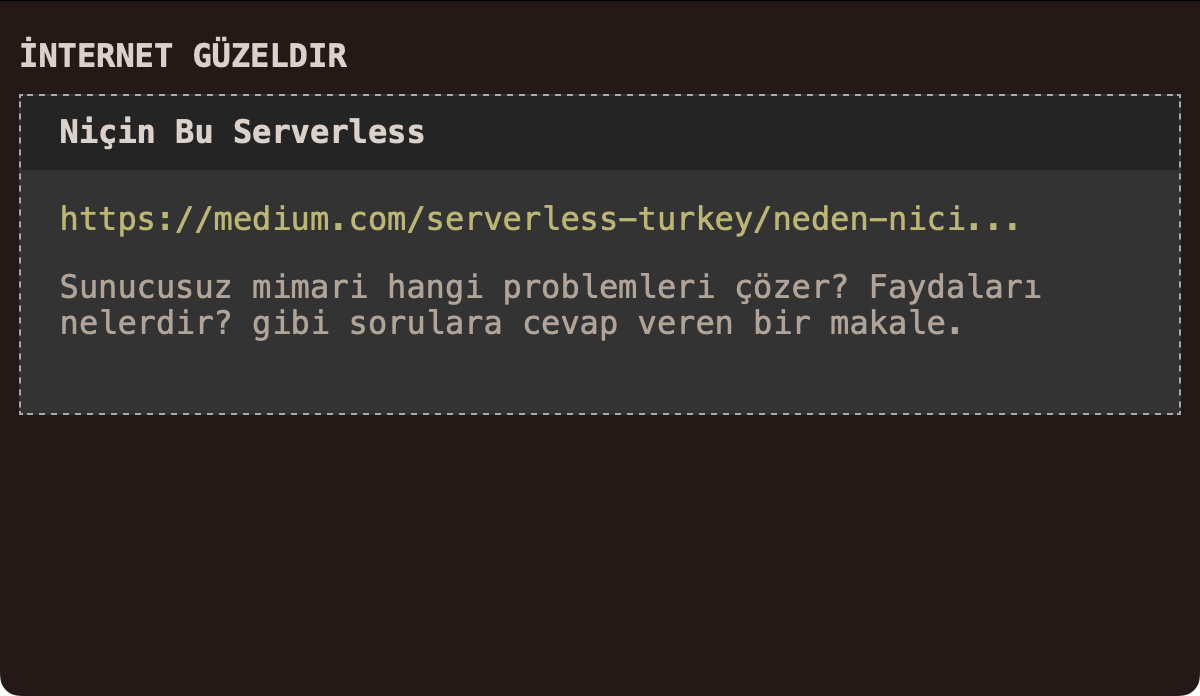 İNTERNET GÜZELDIR
Niçin Bu Serverless
https://medium.com/serverless-turkey/neden-nici...
Sunucusuz mimari hangi problemleri çözer? Faydaları
nelerdir? gibi sorulara cevap veren bir makale.